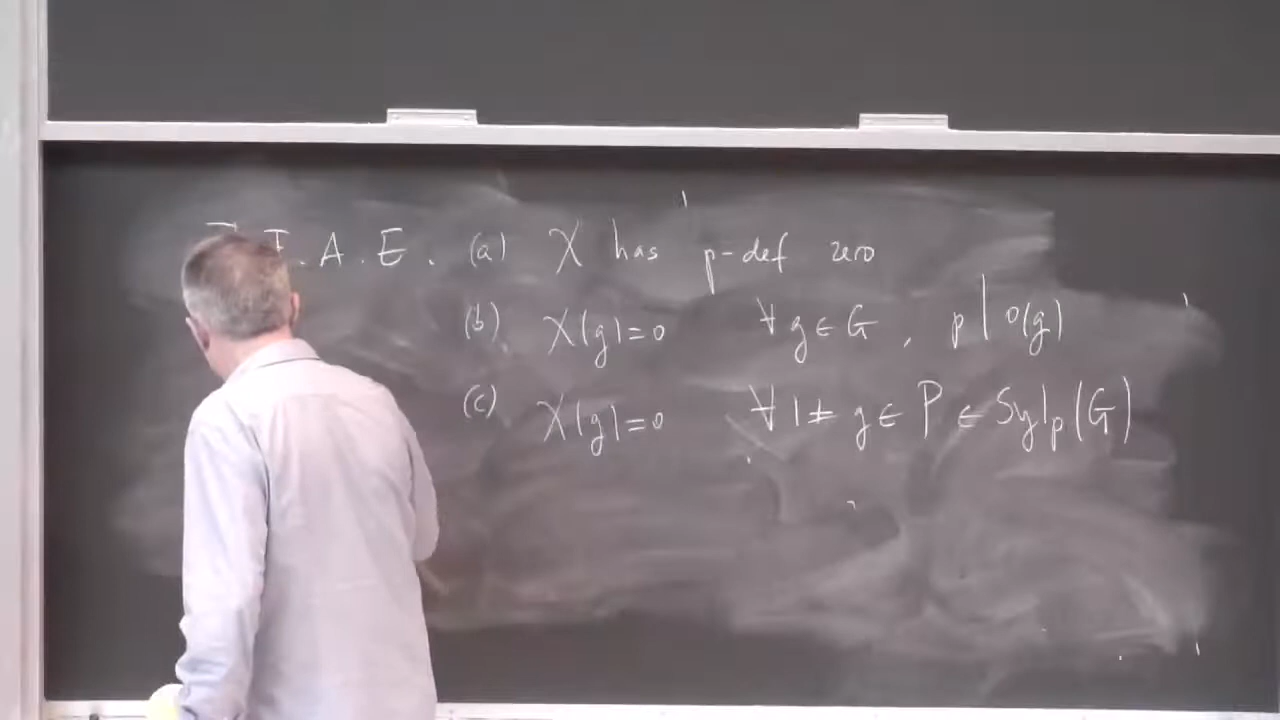 T.F.A.E. (a) χ has p-def zero
(b) χ(g)=0 ∀ g ∈ G, p | o(g)
(c) χ(g)=0 ∀ 1 ≠ g ∈ P ∈ Syl_p(G)